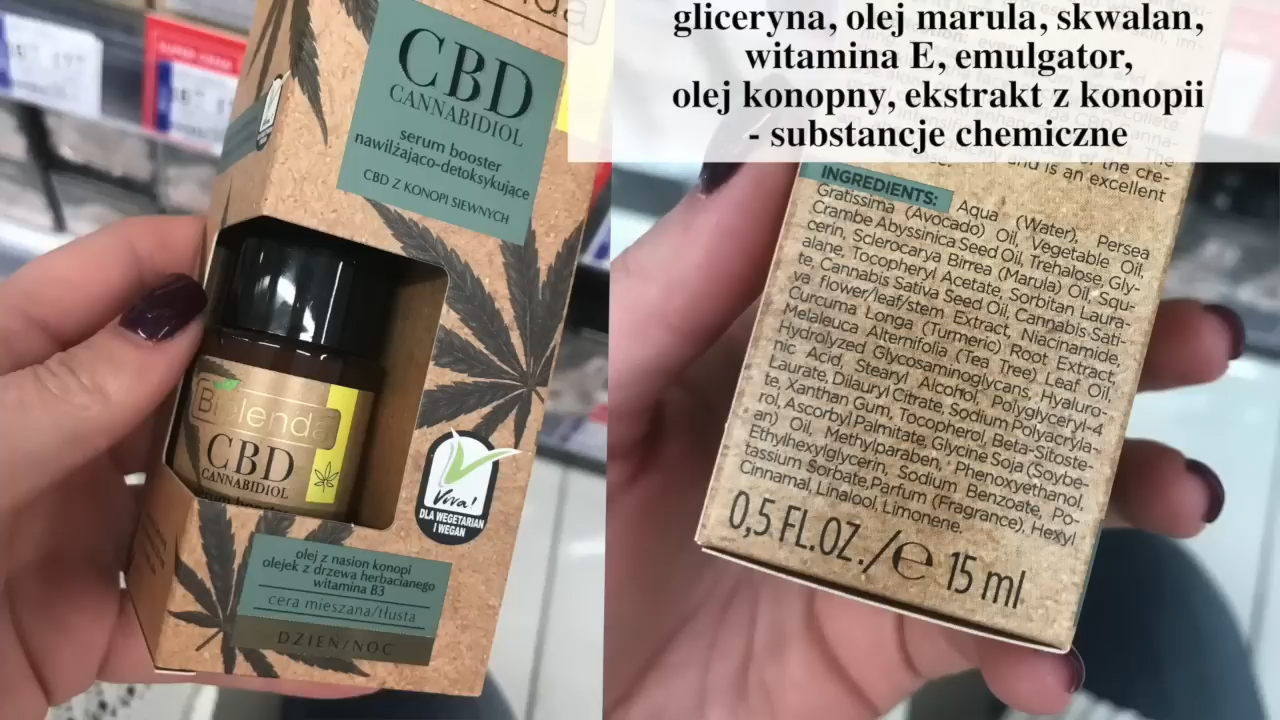 CBD
CANNABIDIOL
serum booster
nawilżająco-detoksykujące
CBD Z KONOPI SIEWNYCH
Bielenda
CBD
CANNABIDIOL
serum booster
Viva!
DLA WEGETARIAN
I WEGAN
olej z nasion konopi
olejek z drzewa herbacianego
witamina B3
cera mieszana/tłusta
DZIEŃ/NOC
gliceryna, olej marula, skwalan,
witamina E, emulgator,
olej konopny, ekstrakt z konopii
- substancje chemiczne
and is an excellent
INGREDIENTS: Aqua (Water), Persea
Gratissima (Avocado) Oil, Vegetable Oil,
Crambe Abyssinica Seed Oil, Trehalose, Gly-
cerin, Sclerocarya Birrea (Marula) Oil, Squ-
alane, Tocopheryl Acetate, Sorbitan Laura-
te, Cannabis Sativa Seed Oil, Cannabis Sati-
va flower/leaf/stem Extract, Niacinamide,
Curcuma Longa (Turmeric) Root Extract,
Melaleuca Alternifolia (Tea Tree) Leaf Oil,
Hydrolyzed Glycosaminoglycans, Hyaluro-
nic Acid, Stearyl Alcohol, Polyglyceryl-4
Laurate, Dilauryl Citrate, Sodium Polyacryla-
te, Xanthan Gum, Tocopherol, Beta-Sitoste-
rol, Ascorbyl Palmitate, Glycine Soja (Soybe-
an) Oil, Methylparaben, Phenoxyethanol,
Ethylhexylglycerin, Sodium Benzoate, Po-
tassium Sorbate,Parfum (Fragrance), Hexyl
Cinnamal, Linalool, Limonene.
0,5 FL.OZ./℮ 15 ml